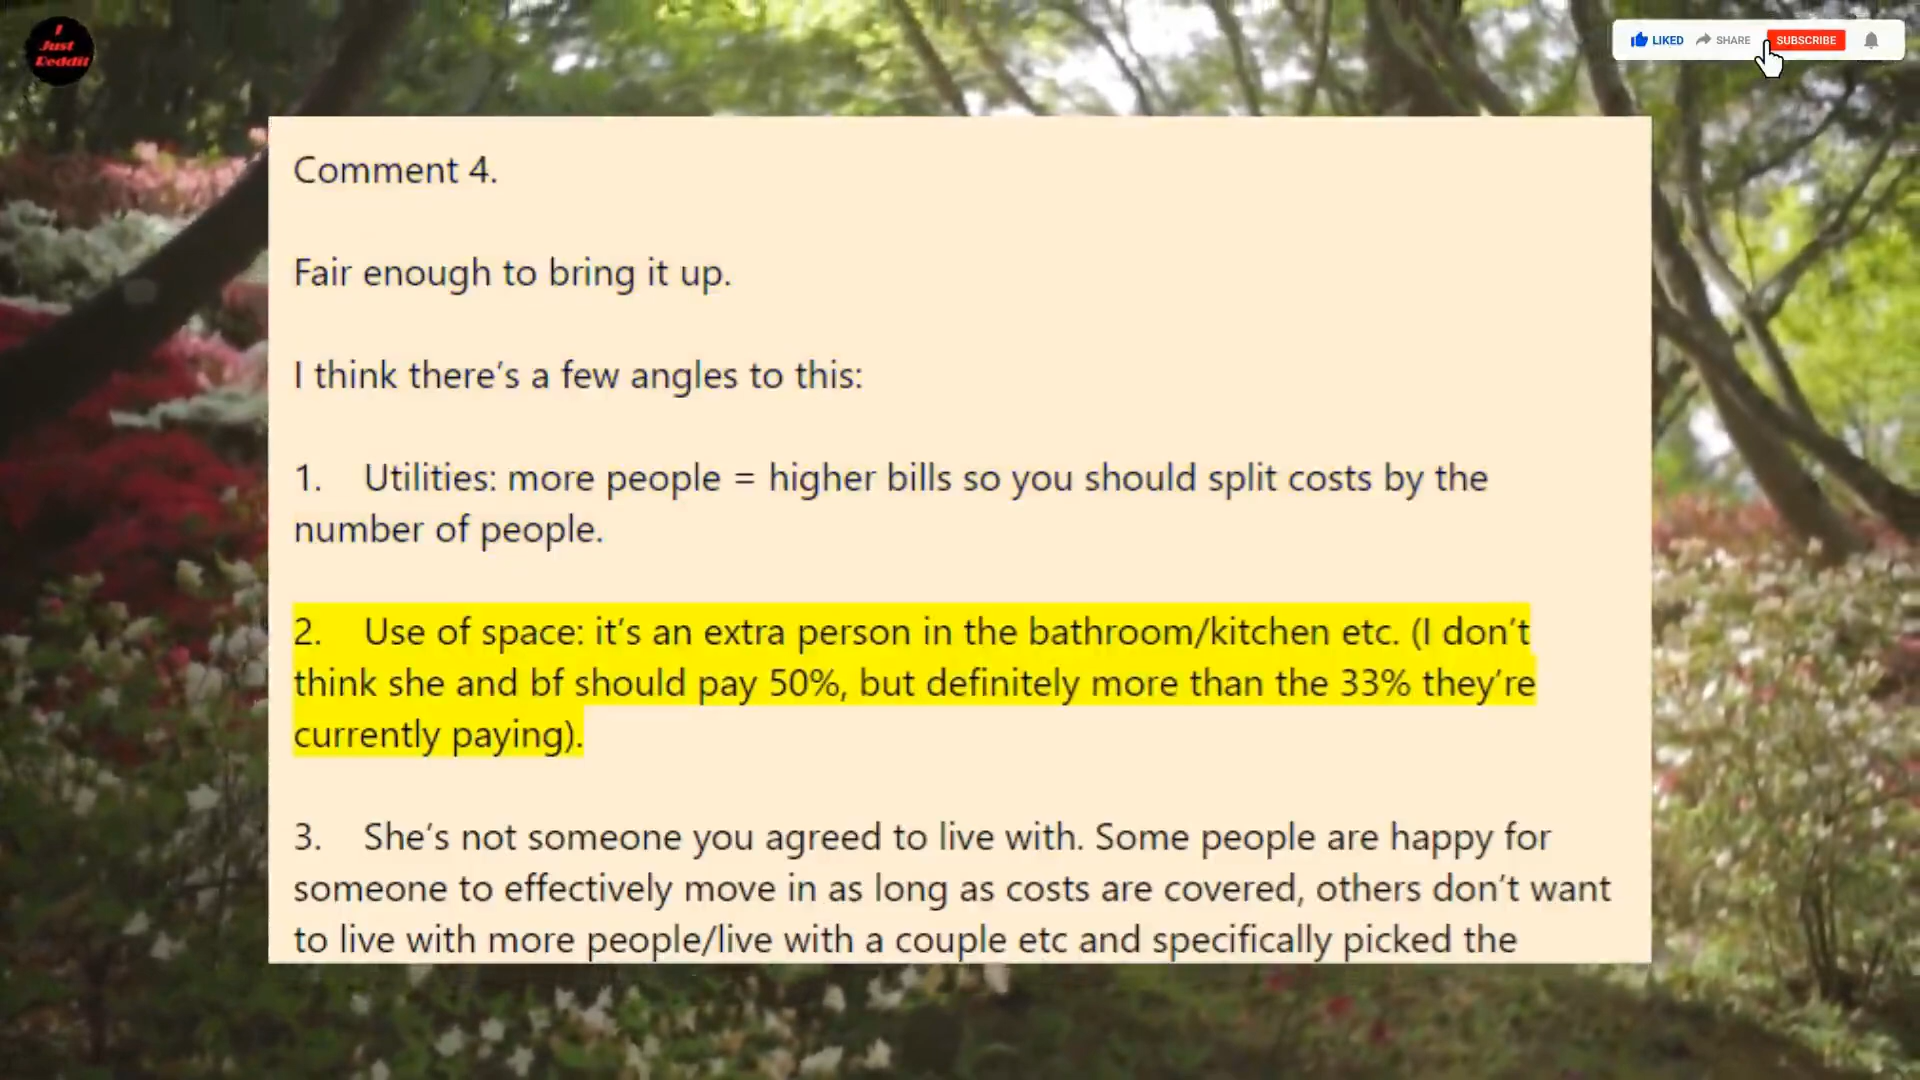 I
Just
Reddit
LIKED
SHARE
SUBSCRIBE
Comment 4.
Fair enough to bring it up.
I think there’s a few angles to this:
1. Utilities: more people = higher bills so you should split costs by the
number of people.
2. Use of space: it’s an extra person in the bathroom/kitchen etc. (I don’t
think she and bf should pay 50%, but definitely more than the 33% they’re
currently paying).
3. She’s not someone you agreed to live with. Some people are happy for
someone to effectively move in as long as costs are covered, others don’t want
to live with more people/live with a couple etc and specifically picked the